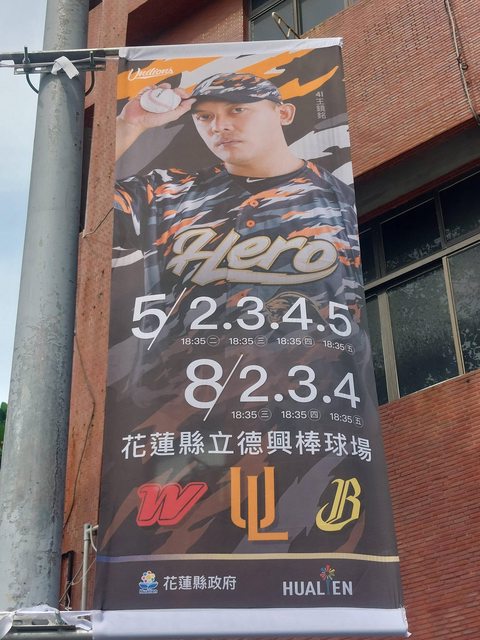 Unilions
41 王鏡銘
Hero
5/2.3.4.5
18:35 二 18:35 三 18:35 四 18:35 五
8/2.3.4
18:35 三 18:35 四 18:35 五
花蓮縣立德興棒球場
W UL B
花蓮縣政府 HUALIEN